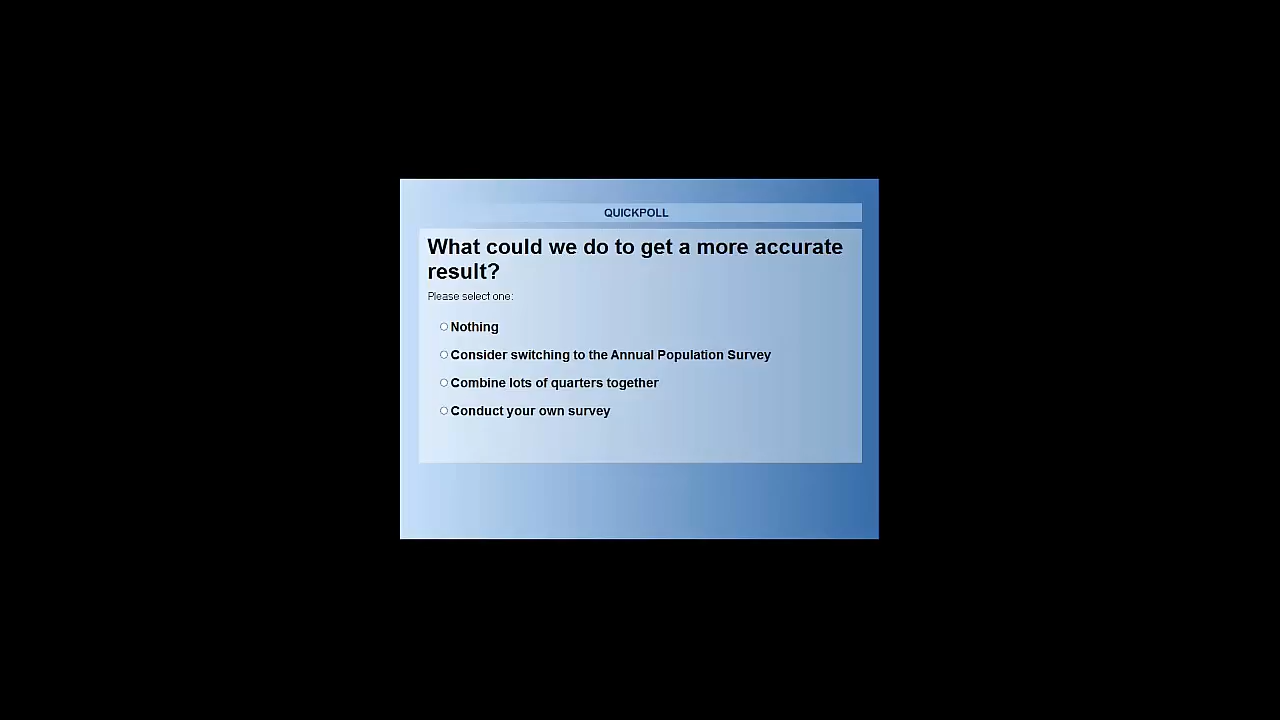 QUICKPOLL
What could we do to get a more accurate
result?
Please select one:
Nothing
Consider switching to the Annual Population Survey
Combine lots of quarters together
Conduct your own survey